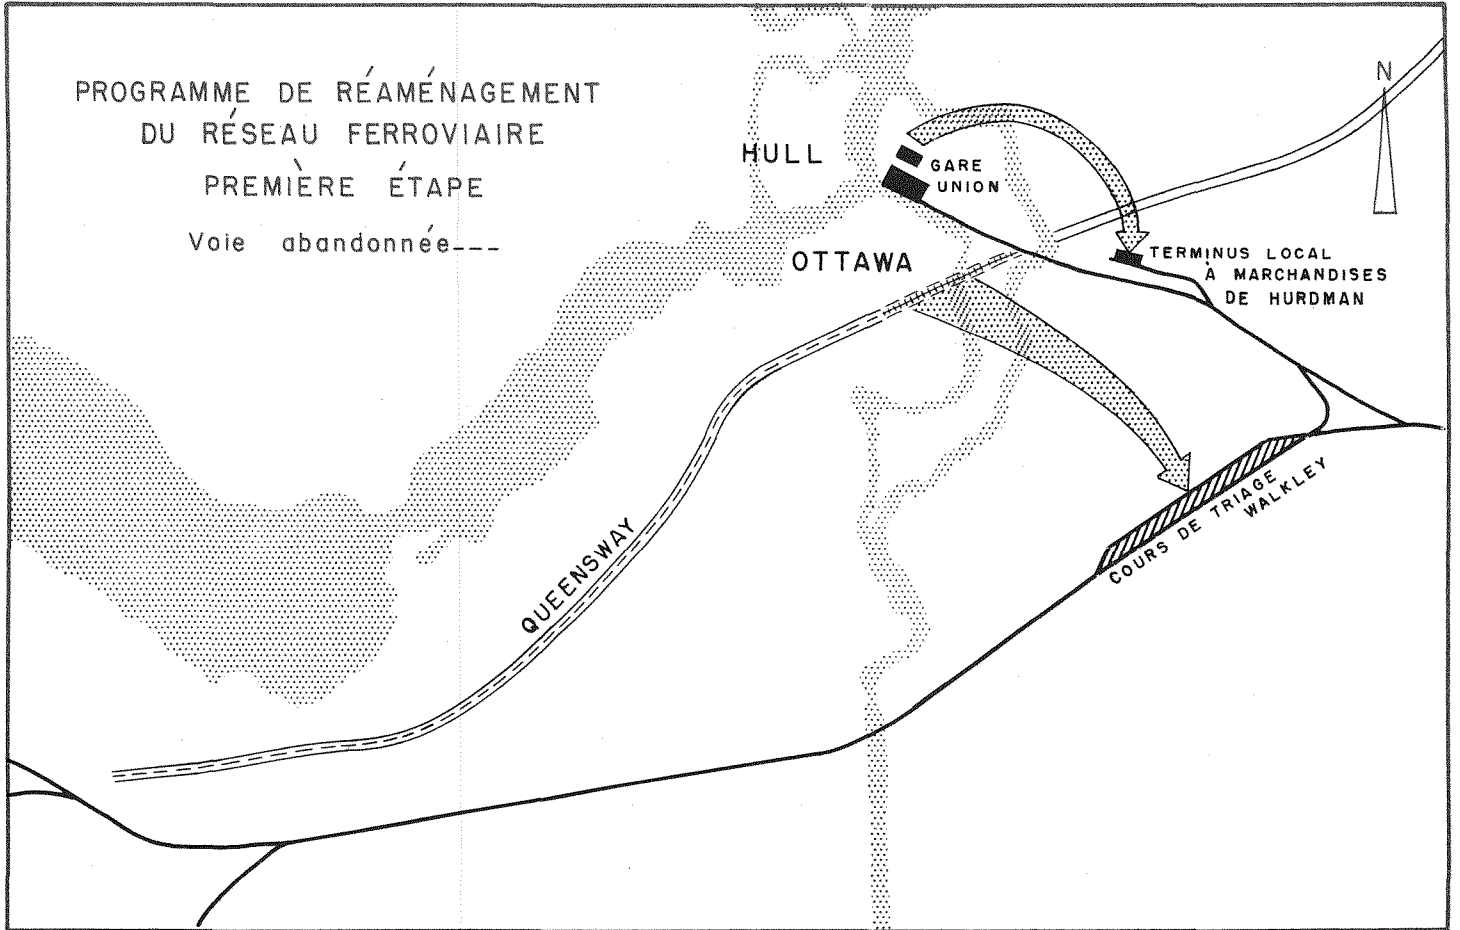 PROGRAMME DE RÉAMÉNAGEMENT
DU RÉSEAU FERROVIAIRE
PREMIÈRE ÉTAPE
Voie abandonnée---
N
HULL
GARE
UNION
OTTAWA
TERMINUS LOCAL
À MARCHANDISES
DE HURDMAN
QUEENSWAY
COURS DE TRIAGE
WALKLEY